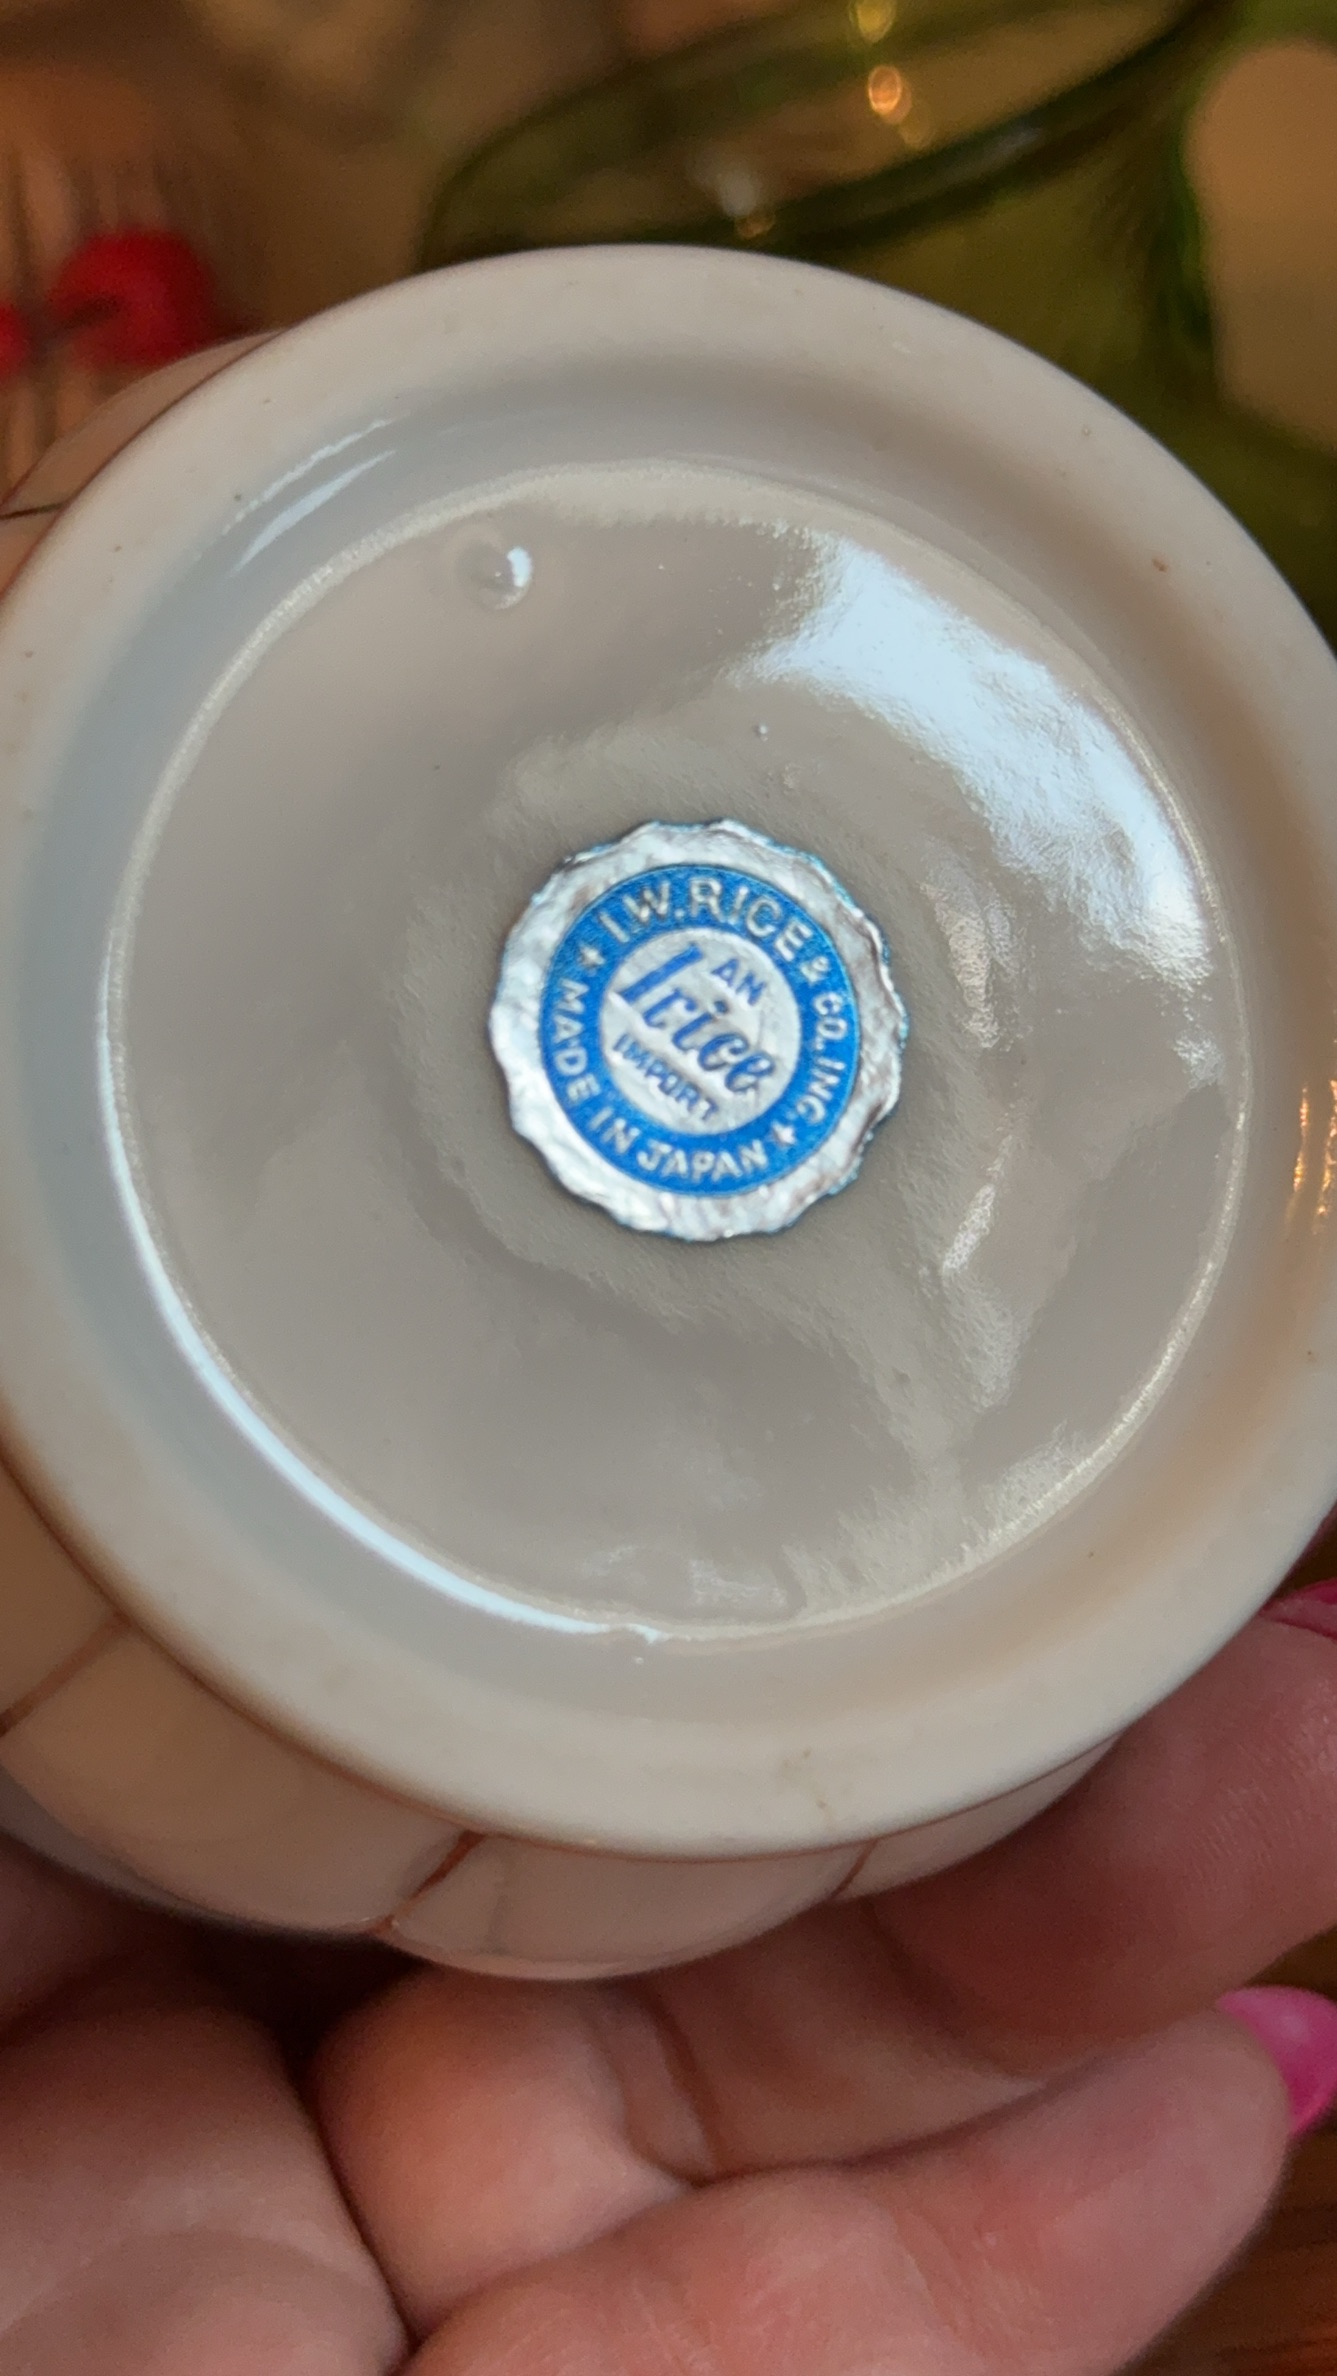 I.W. RICE & CO. INC.
AN
Irice
IMPORT
MADE IN JAPAN